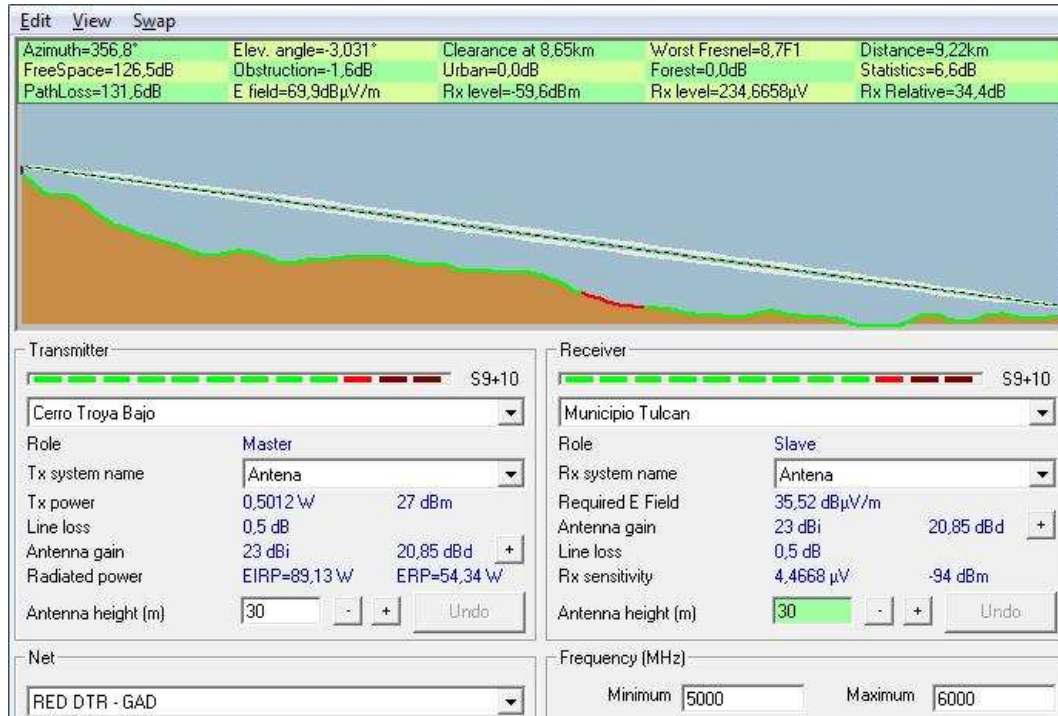 Edit View Swap
Azimuth=356,8° Elev. angle=-3,031° Clearance at 8,65km Worst Fresnel=8,7F1 Distance=9,22km
FreeSpace=126,5dB Obstruction=-1,6dB Urban=0,0dB Forest=0,0dB Statistics=6,6dB
PathLoss=131,6dB E field=69,9dBµV/m Rx level=-59,6dBm Rx level=234,6658µV Rx Relative=34,4dB
Transmitter
S9+10
Cerro Troya Bajo
Role Master
Tx system name Antena
Tx power 0,5012 W 27 dBm
Line loss 0,5 dB
Antenna gain 23 dBi 20,85 dBd +
Radiated power EIRP=89,13 W ERP=54,34 W
Antenna height (m) 30 - + Undo
Receiver
S9+10
Municipio Tulcan
Role Slave
Rx system name Antena
Required E Field 35,52 dBµV/m
Antenna gain 23 dBi 20,85 dBd +
Line loss 0,5 dB
Rx sensitivity 4,4668 µV -94 dBm
Antenna height (m) 30 - + Undo
Net
RED DTR - GAD
Frequency (MHz)
Minimum 5000 Maximum 6000